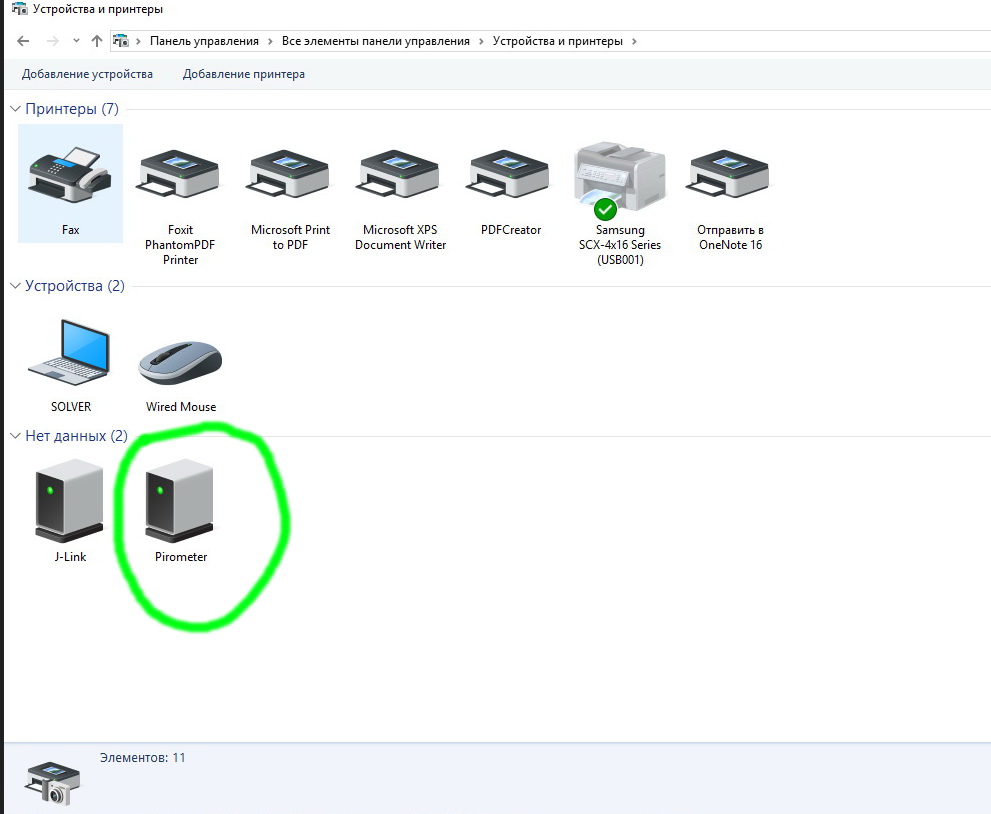 Устройства и принтеры
Панель управления > Все элементы панели управления > Устройства и принтеры >
Добавление устройства Добавление принтера
Принтеры (7)
Fax
Foxit
PhantomPDF
Printer
Microsoft Print
to PDF
Microsoft XPS
Document Writer
PDFCreator
Samsung
SCX-4x16 Series
(USB001)
Отправить в
OneNote 16
Устройства (2)
SOLVER
Wired Mouse
Нет данных (2)
J-Link
Pirometer
Элементов: 11